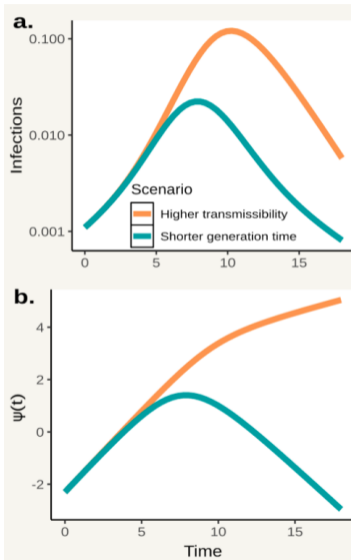 a.
0.100
0.010
0.001
Infections
Scenario
Higher transmissibility
Shorter generation time
0 5 10 15
b.
4
2
0
-2
ψ(t)
0 5 10 15
Time